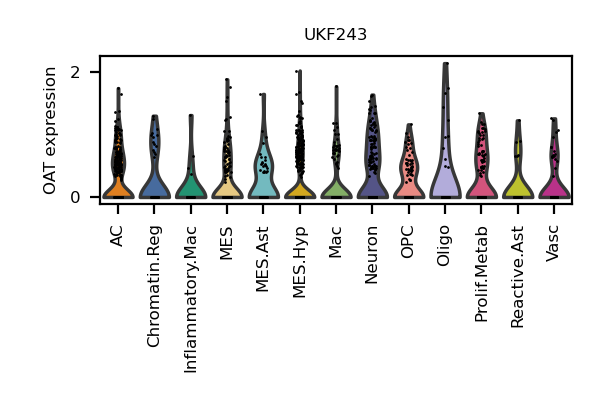 UKF243
OAT expression
2
0
AC
Chromatin.Reg
Inflammatory.Mac
MES
MES.Ast
MES.Hyp
Mac
Neuron
OPC
Oligo
Prolif.Metab
Reactive.Ast
Vasc